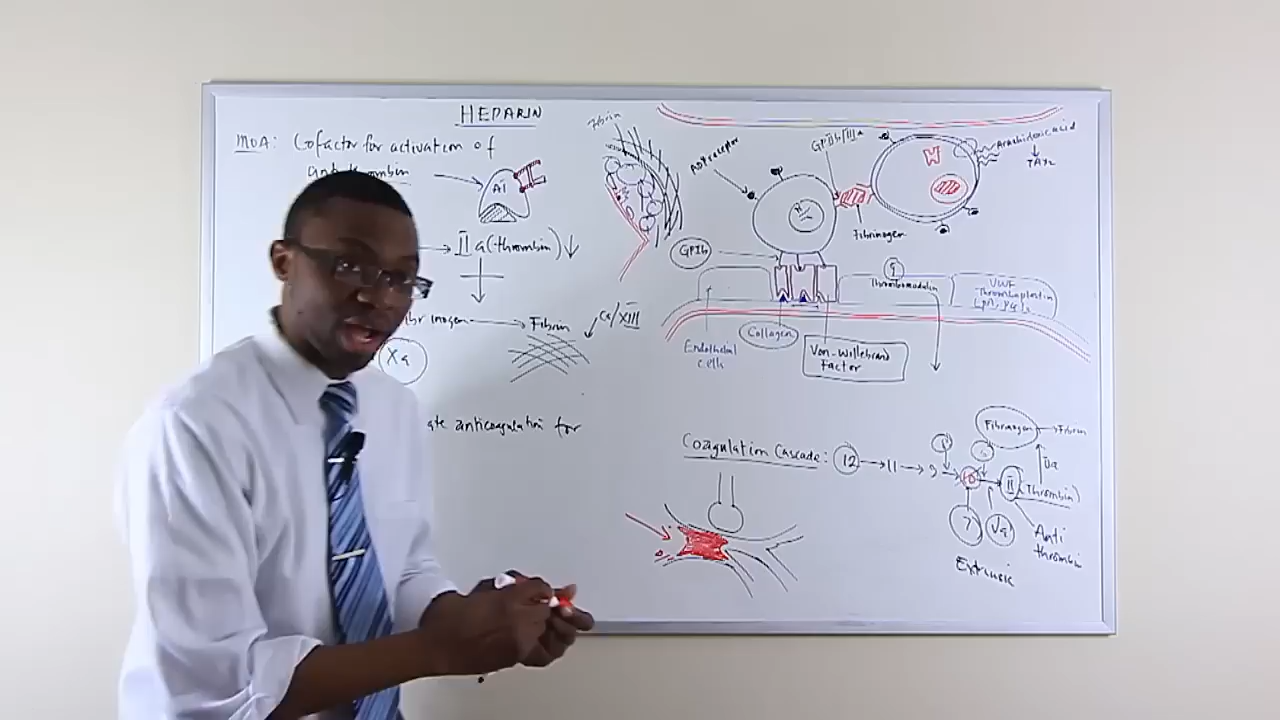 HEPARIN
MOA: Cofactor for activation of
AT
II a (thrombin) ↓
Fibrin
Ca/XIII
Xa
ate anticoagulation for
Fibrin
ADP receptor
GPIIb/IIIa
Arachidonic acid
↓
TXA2
Fibrinogen
GPIb
Thrombomodulin
VWF
Thromboplastin
Collagen
Endothelial
cells
Von-Willebrand
Factor
Coagulation Cascade: 12 → 11 → 9 → 10 → II (Thrombin)
Fibrinogen → Fibrin
IIa
7
Va
Extrinsic
Anti
thrombin